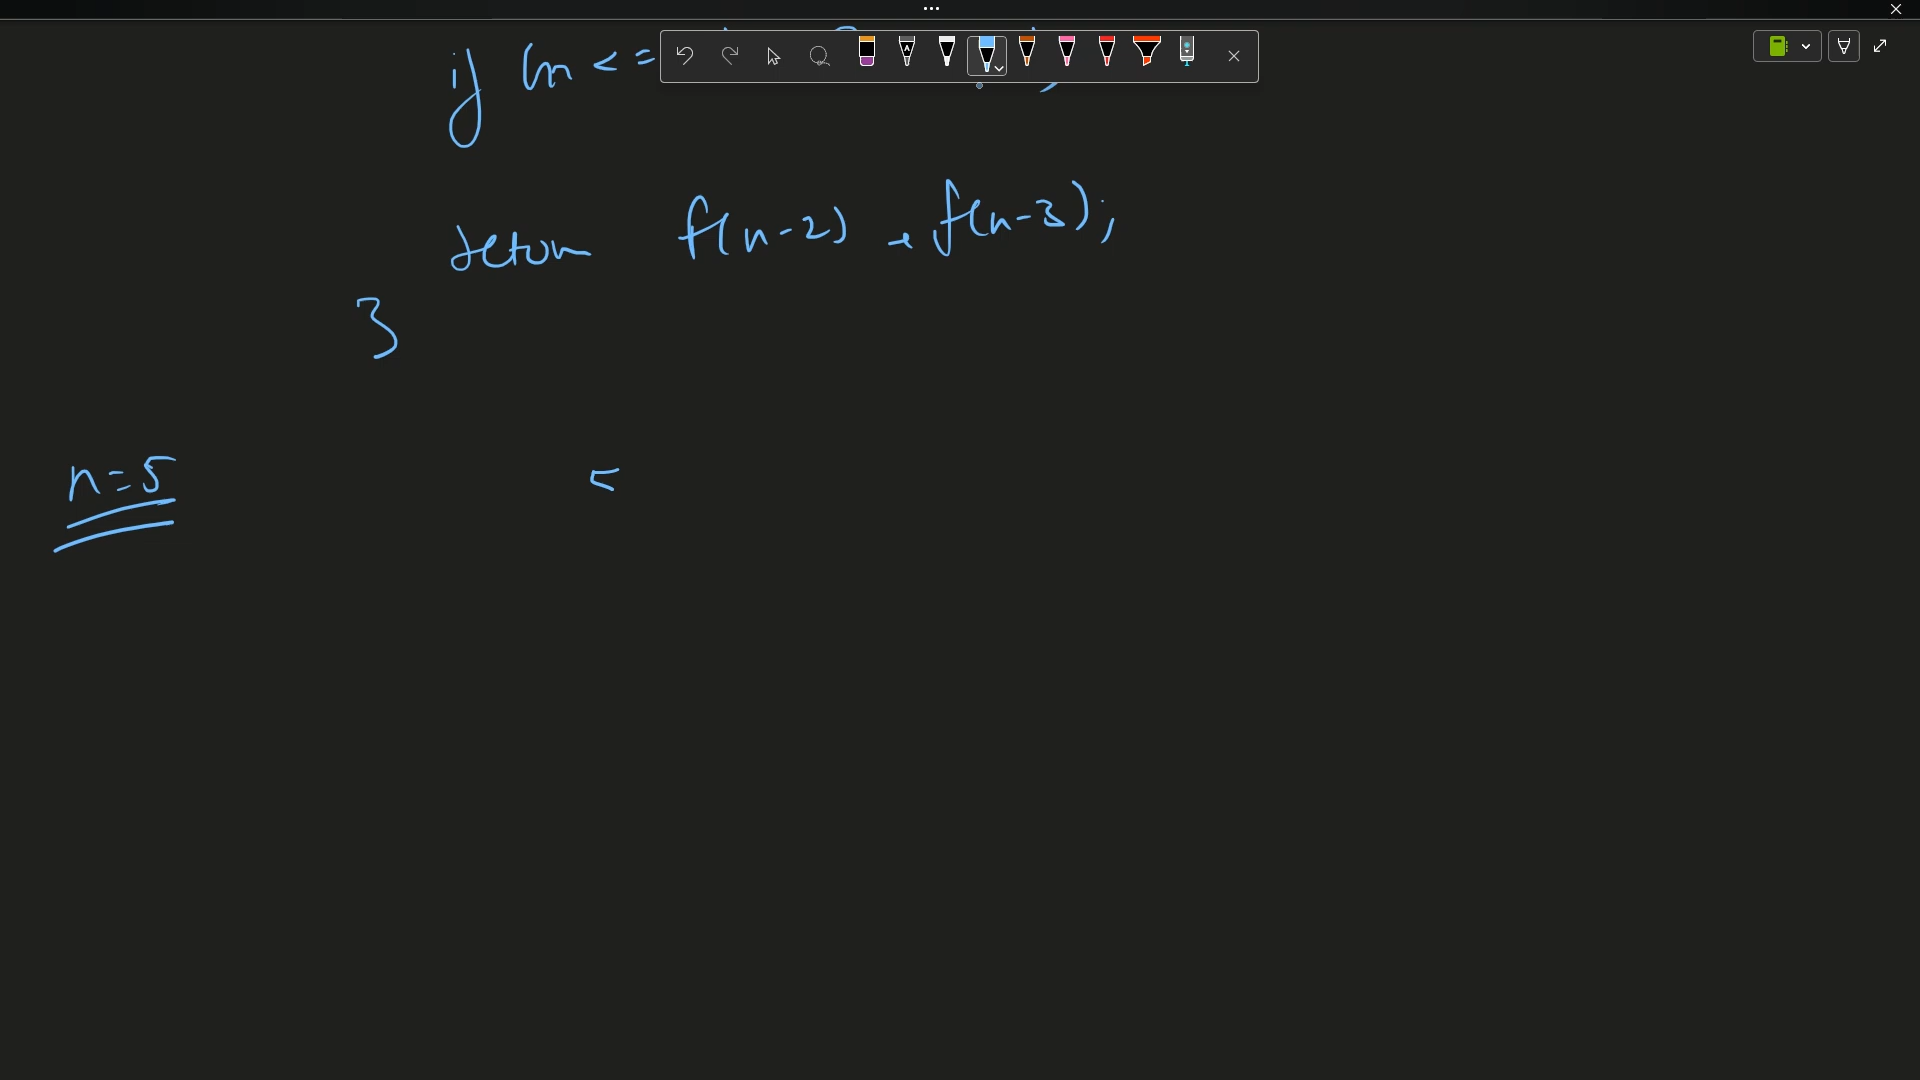 if (n <=
return f(n-2) + f(n-3);
}
n=5
5